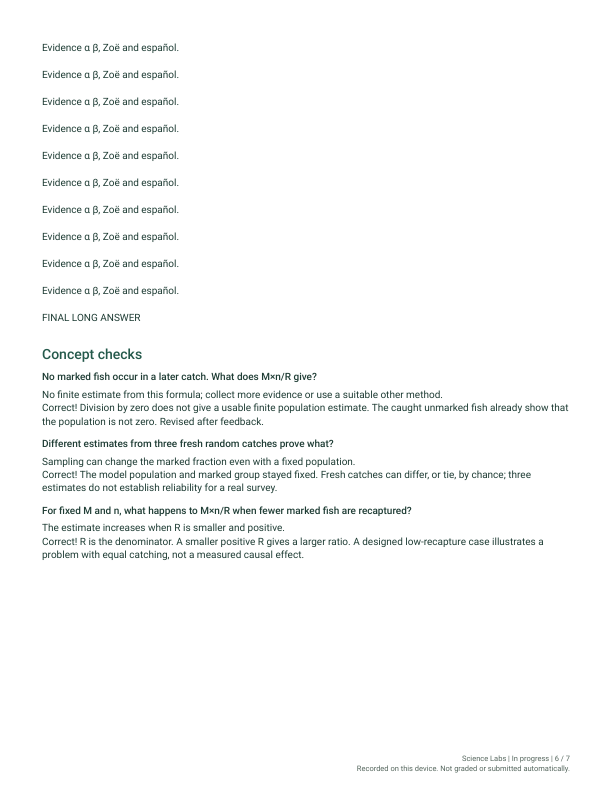 Evidence α β, Zoë and español.
Evidence α β, Zoë and español.
Evidence α β, Zoë and español.
Evidence α β, Zoë and español.
Evidence α β, Zoë and español.
Evidence α β, Zoë and español.
Evidence α β, Zoë and español.
Evidence α β, Zoë and español.
Evidence α β, Zoë and español.
Evidence α β, Zoë and español.
FINAL LONG ANSWER
Concept checks
No marked fish occur in a later catch. What does M×n/R give?
No finite estimate from this formula; collect more evidence or use a suitable other method.
Correct! Division by zero does not give a usable finite population estimate. The caught unmarked fish already show that
the population is not zero. Revised after feedback.
Different estimates from three fresh random catches prove what?
Sampling can change the marked fraction even with a fixed population.
Correct! The model population and marked group stayed fixed. Fresh catches can differ, or tie, by chance; three
estimates do not establish reliability for a real survey.
For fixed M and n, what happens to M×n/R when fewer marked fish are recaptured?
The estimate increases when R is smaller and positive.
Correct! R is the denominator. A smaller positive R gives a larger ratio. A designed low-recapture case illustrates a
problem with equal catching, not a measured causal effect.
Science Labs | In progress | 6 / 7
Recorded on this device. Not graded or submitted automatically.